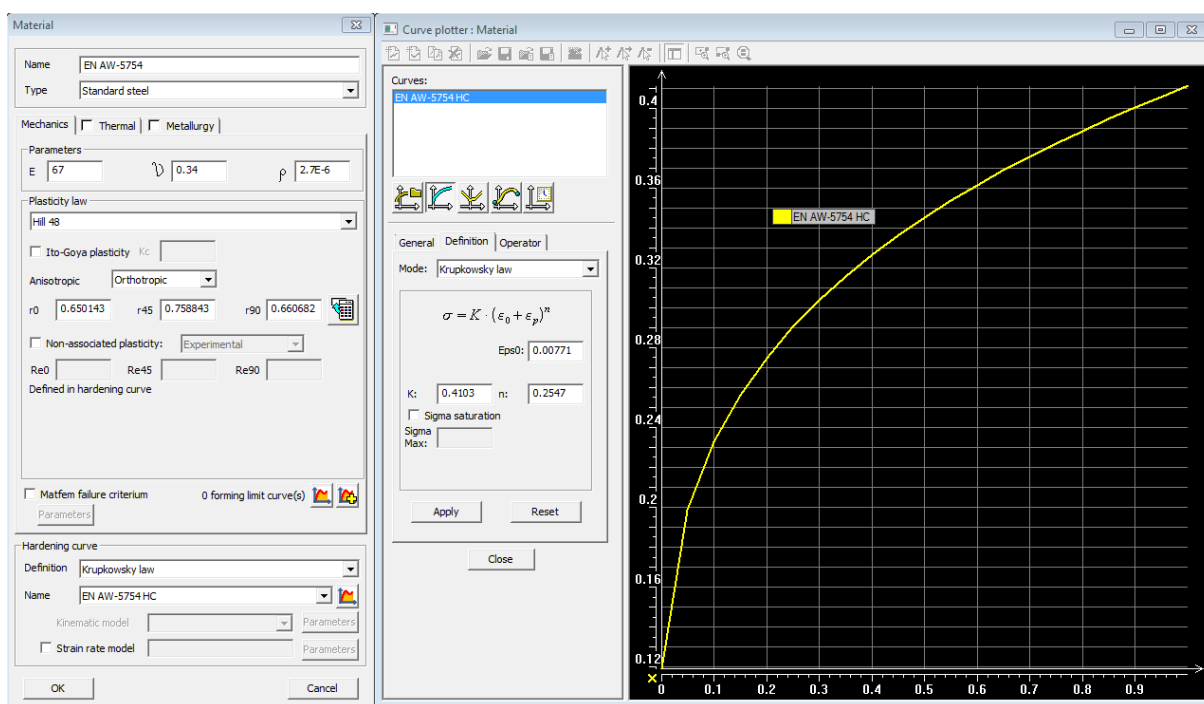 Material
Name EN AW-5754
Type Standard steel
Mechanics Thermal Metallurgy
Parameters
E 67 ν 0.34 ρ 2.7E-6
Plasticity law
Hill 48
Ito-Goya plasticity Kc
Anisotropic Orthotropic
r0 0.650143 r45 0.758843 r90 0.660682
Non-associated plasticity: Experimental
Re0 Re45 Re90
Defined in hardening curve
Matfem failure criterium 0 forming limit curve(s)
Parameters
Hardening curve
Definition Krupkowsky law
Name EN AW-5754 HC
Kinematic model Parameters
Strain rate model Parameters
OK Cancel
Curve plotter : Material
Curves:
EN AW-5754 HC
General Definition Operator
Mode: Krupkowsky law
σ = K · (ε₀ + εₚ)ⁿ
Eps0: 0.00771
K: 0.4103 n: 0.2547
Sigma saturation
Sigma
Max:
Apply Reset
Close
0.4
0.36
EN AW-5754 HC
0.32
0.28
0.24
0.2
0.16
0.12
0 0.1 0.2 0.3 0.4 0.5 0.6 0.7 0.8 0.9